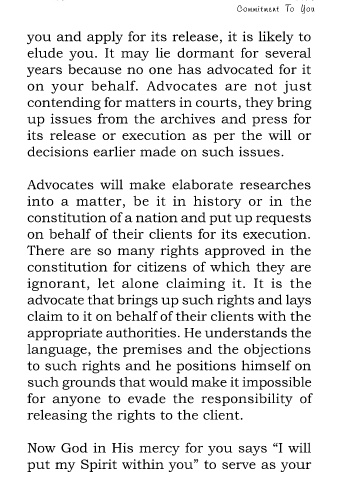 Commitment To You
you and apply for its release, it is likely to
elude you. It may lie dormant for several
years because no one has advocated for it
on your behalf. Advocates are not just
contending for matters in courts, they bring
up issues from the archives and press for
its release or execution as per the will or
decisions earlier made on such issues.
Advocates will make elaborate researches
into a matter, be it in history or in the
constitution of a nation and put up requests
on behalf of their clients for its execution.
There are so many rights approved in the
constitution for citizens of which they are
ignorant, let alone claiming it. It is the
advocate that brings up such rights and lays
claim to it on behalf of their clients with the
appropriate authorities. He understands the
language, the premises and the objections
to such rights and he positions himself on
such grounds that would make it impossible
for anyone to evade the responsibility of
releasing the rights to the client.
Now God in His mercy for you says “I will
put my Spirit within you” to serve as your